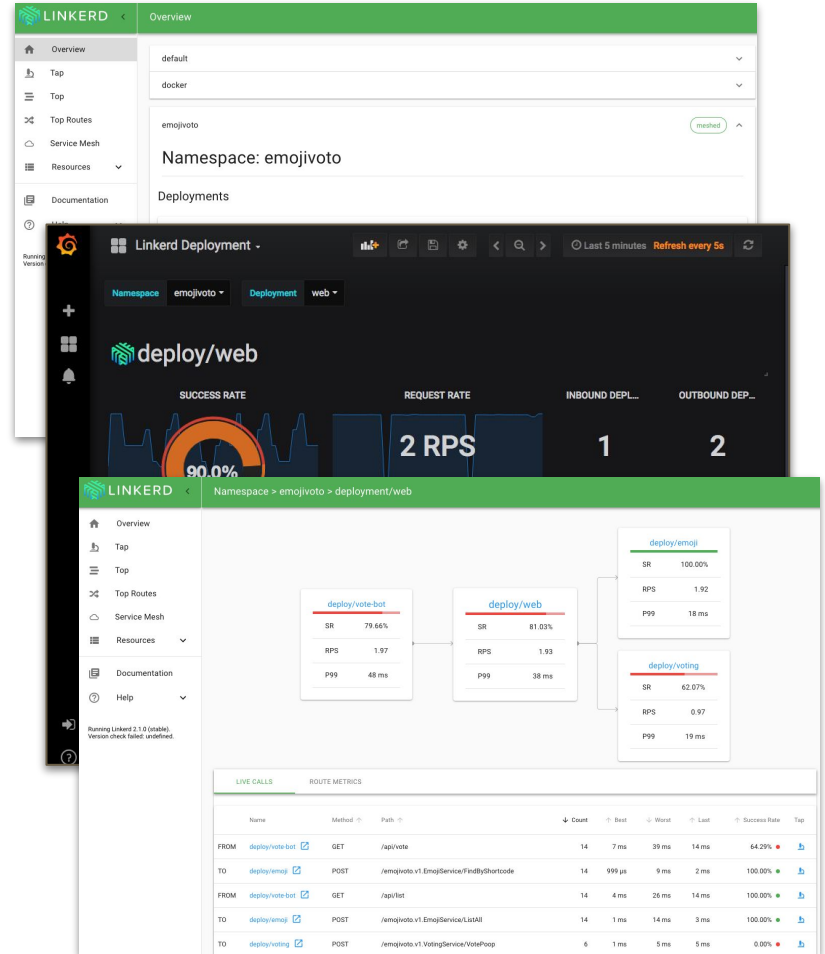 LINKERD
Overview
Overview
Tap
Top
Top Routes
Service Mesh
Resources
Documentation
Running
Version
default
docker
emojivoto
meshed
Namespace: emojivoto
Deployments
Linkerd Deployment
Last 5 minutes Refresh every 5s
Namespace emojivoto Deployment web
deploy/web
SUCCESS RATE
REQUEST RATE
INBOUND DEPL...
OUTBOUND DEP...
90.0%
2 RPS
1
2
LINKERD
Namespace > emojivoto > deployment/web
Overview
Tap
Top
Top Routes
Service Mesh
Resources
Documentation
Help
Running Linkerd 2.1.0 (stable).
Version check failed: undefined.
deploy/vote-bot
SR 79.66%
RPS 1.97
P99 48 ms
deploy/web
SR 81.03%
RPS 1.93
P99 38 ms
deploy/emoji
SR 100.00%
RPS 1.92
P99 18 ms
deploy/voting
SR 62.07%
RPS 0.97
P99 19 ms
LIVE CALLS ROUTE METRICS
Name Method Path Count Best Worst Last Success Rate Tap
FROM deploy/vote-bot GET /api/vote 14 7 ms 39 ms 14 ms 64.29%
TO deploy/emoji POST /emojivoto.v1.EmojiService/FindByShortcode 14 999 µs 9 ms 2 ms 100.00%
FROM deploy/vote-bot GET /api/list 14 4 ms 26 ms 14 ms 100.00%
TO deploy/emoji POST /emojivoto.v1.EmojiService/ListAll 14 1 ms 14 ms 3 ms 100.00%
TO deploy/voting POST /emojivoto.v1.VotingService/VotePoop 6 1 ms 5 ms 5 ms 0.00%